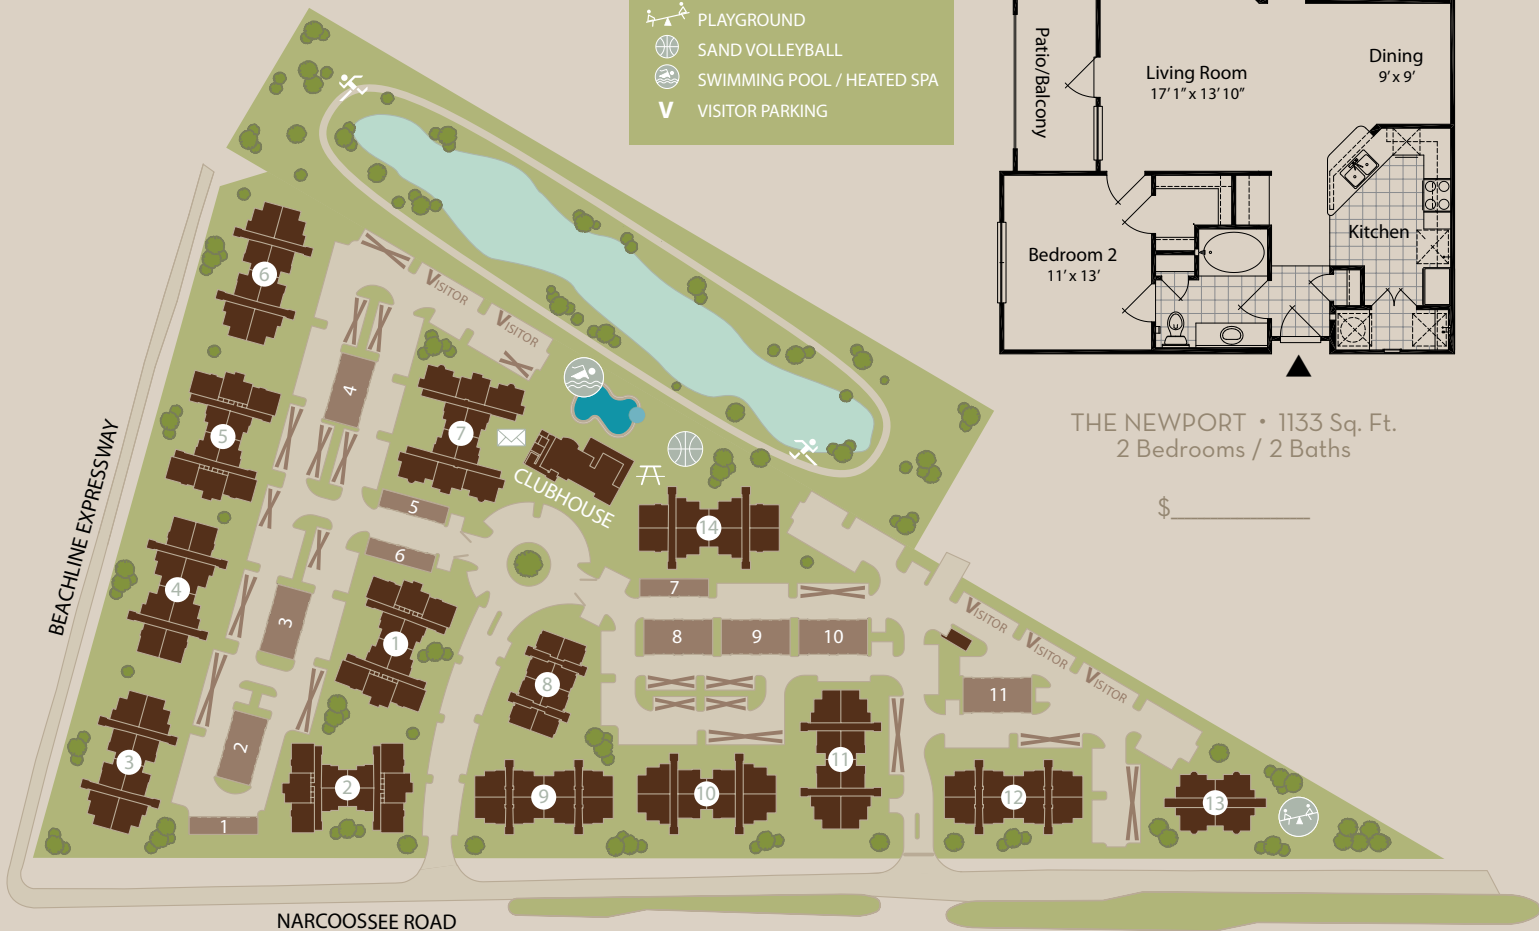 PLAYGROUND
SAND VOLLEYBALL
SWIMMING POOL / HEATED SPA
V VISITOR PARKING
Patio/Balcony
Living Room
17’ 1” x 13’ 10”
Dining
9’ x 9’
Kitchen
Bedroom 2
11’ x 13’
THE NEWPORT • 1133 Sq. Ft.
2 Bedrooms / 2 Baths
$__________
6
VISITOR
VISITOR
4
5
7
CLUBHOUSE
5
14
6
4
7
3
1
8
9
10
VISITOR
VISITOR
VISITOR
8
11
2
3
2
9
10
11
12
13
1
BEACHLINE EXPRESSWAY
NARCOOSSEE ROAD